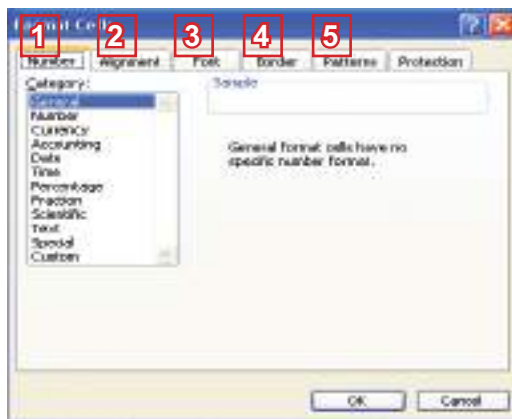 Format Cells
1 2 3 4 5
Number Alignment Font Border Patterns Protection
Category:
Sample
General
Number
Currency
Accounting
Date
Time
Percentage
Fraction
Scientific
Text
Special
Custom
General format cells have no
specific number format.
OK Cancel